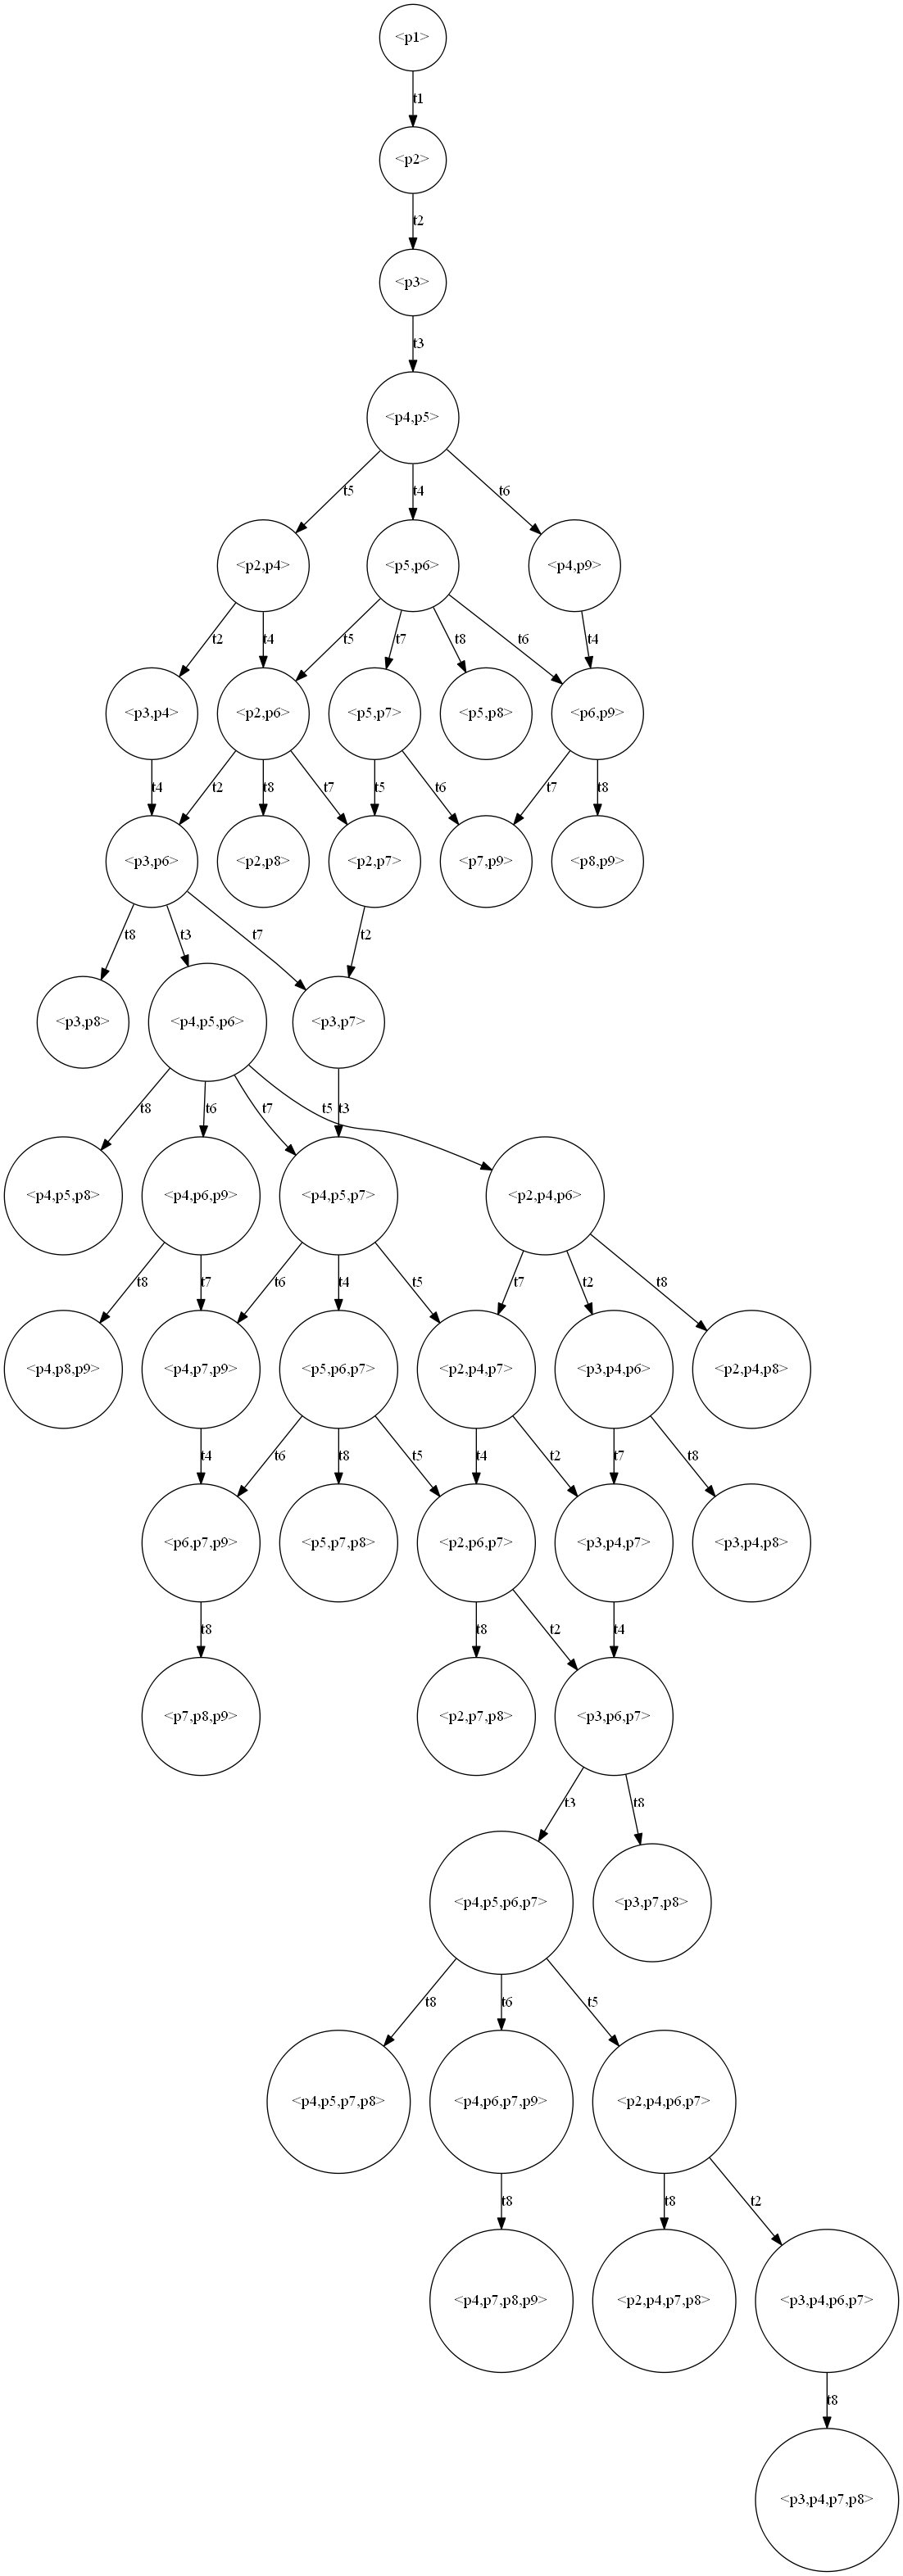 <p1>
t1
<p2>
t2
<p3>
t3
<p4,p5>
t5
t4
t6
<p2,p4>
<p5,p6>
<p4,p9>
t2
t4
t5
t7
t8
t6
t4
<p3,p4>
<p2,p6>
<p5,p7>
<p5,p8>
<p6,p9>
t4
t2
t8
t7
t5
t6
t7
t8
<p3,p6>
<p2,p8>
<p2,p7>
<p7,p9>
<p8,p9>
t8
t3
t7
t2
<p3,p8>
<p4,p5,p6>
<p3,p7>
t8
t6
t7
t5
t3
<p4,p5,p8>
<p4,p6,p9>
<p4,p5,p7>
<p2,p4,p6>
t8
t7
t6
t4
t5
t7
t2
t8
<p4,p8,p9>
<p4,p7,p9>
<p5,p6,p7>
<p2,p4,p7>
<p3,p4,p6>
<p2,p4,p8>
t4
t6
t8
t5
t4
t2
t7
t8
<p6,p7,p9>
<p5,p7,p8>
<p2,p6,p7>
<p3,p4,p7>
<p3,p4,p8>
t8
t8
t2
t4
<p7,p8,p9>
<p2,p7,p8>
<p3,p6,p7>
t3
t8
<p4,p5,p6,p7>
<p3,p7,p8>
t8
t6
t5
<p4,p5,p7,p8>
<p4,p6,p7,p9>
<p2,p4,p6,p7>
t8
t8
t2
<p4,p7,p8,p9>
<p2,p4,p7,p8>
<p3,p4,p6,p7>
t8
<p3,p4,p7,p8>